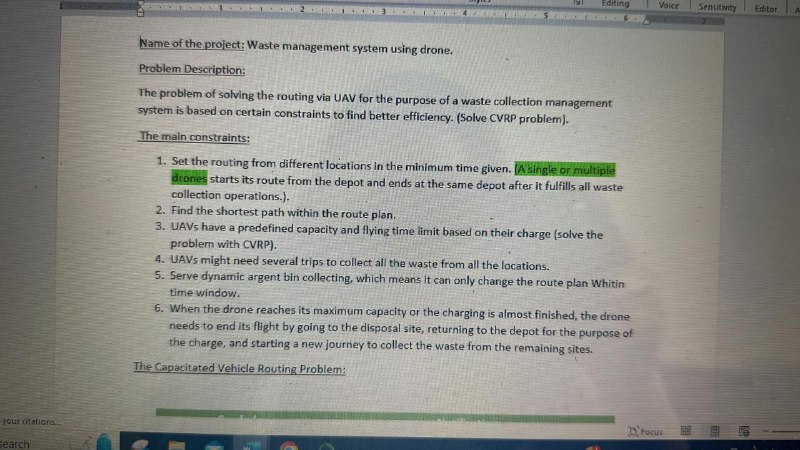 Editing
Voice
Sensitivity
Editor
Name of the project: Waste management system using drone.
Problem Description:
The problem of solving the routing via UAV for the purpose of a waste collection management
system is based on certain constraints to find better efficiency. (Solve CVRP problem).
The main constraints:
1. Set the routing from different locations in the minimum time given. (A single or multiple
drones starts its route from the depot and ends at the same depot after it fulfills all waste
collection operations.).
2. Find the shortest path within the route plan.
3. UAVs have a predefined capacity and flying time limit based on their charge (solve the
problem with CVRP).
4. UAVs might need several trips to collect all the waste from all the locations.
5. Serve dynamic argent bin collecting, which means it can only change the route plan Whitin
time window.
6. When the drone reaches its maximum capacity or the charging is almost finished, the drone
needs to end its flight by going to the disposal site, returning to the depot for the purpose of
the charge, and starting a new journey to collect the waste from the remaining sites.
The Capacitated Vehicle Routing Problem:
your citations...
Focus
search